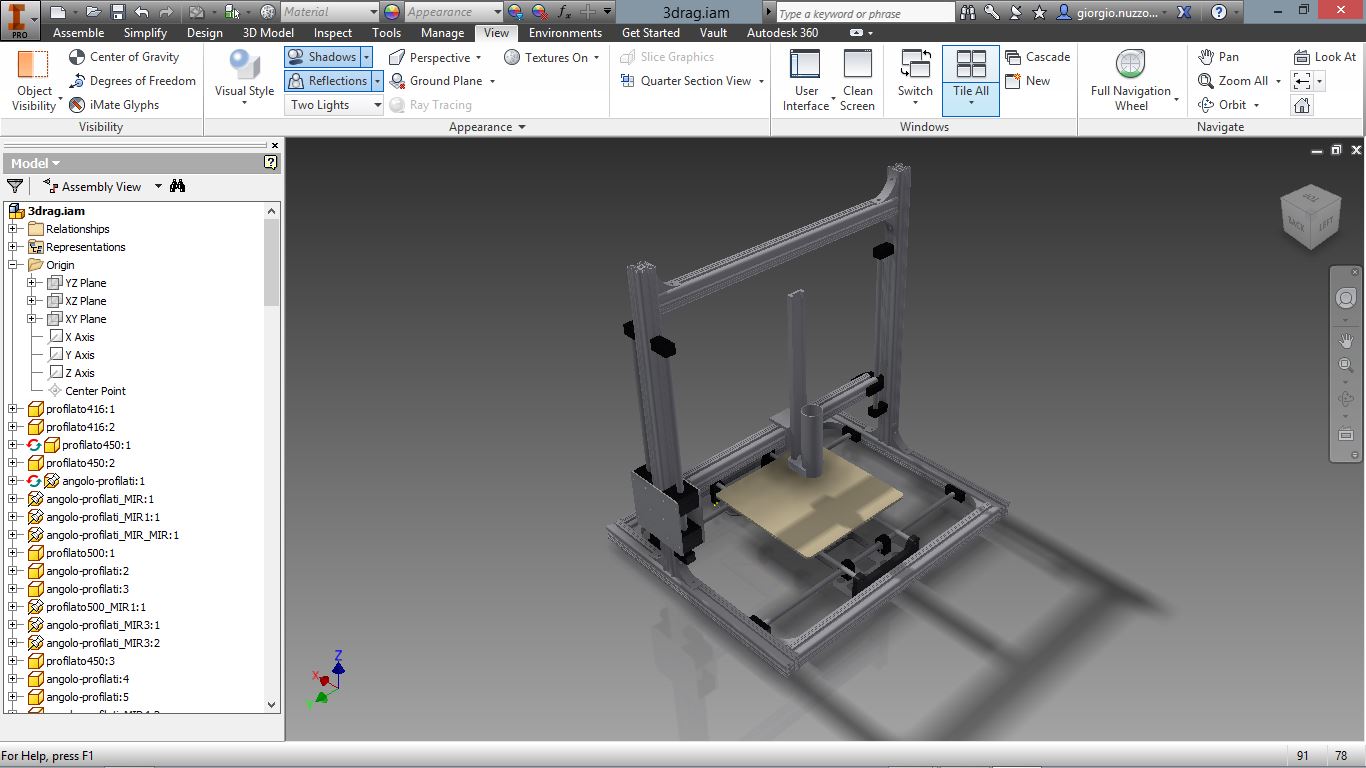 Material
Appearance
3drag.iam
Type a keyword or phrase
giorgio.nuzzo...
PRO
Assemble Simplify Design 3D Model Inspect Tools Manage View Environments Get Started Vault Autodesk 360
Object Visibility
Center of Gravity
Degrees of Freedom
iMate Glyphs
Visibility
Visual Style
Shadows
Reflections
Two Lights
Perspective
Ground Plane
Ray Tracing
Textures On
Slice Graphics
Quarter Section View
Appearance
User Interface
Clean Screen
Switch
Tile All
Cascade
New
Windows
Full Navigation Wheel
Pan
Zoom All
Orbit
Look At
Navigate
Model
Assembly View
3drag.iam
Relationships
Representations
Origin
YZ Plane
XZ Plane
XY Plane
X Axis
Y Axis
Z Axis
Center Point
profilato416:1
profilato416:2
profilato450:1
profilato450:2
angolo-profilati:1
angolo-profilati_MIR:1
angolo-profilati_MIR1:1
angolo-profilati_MIR_MIR:1
profilato500:1
angolo-profilati:2
angolo-profilati:3
profilato500_MIR1:1
angolo-profilati_MIR3:1
angolo-profilati_MIR3:2
profilato450:3
angolo-profilati:4
angolo-profilati:5
TOP
BACK
LEFT
Z
X
Y
For Help, press F1
91
78